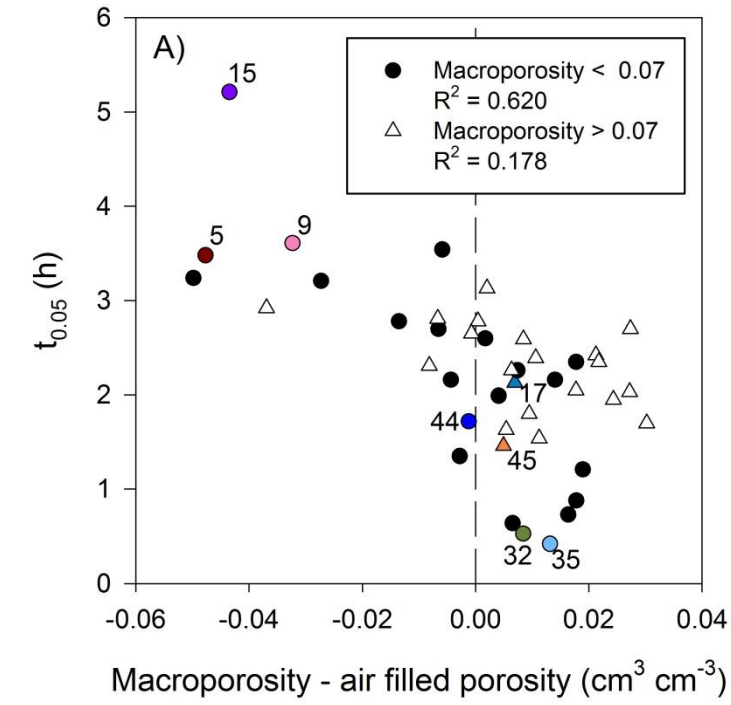 A)
Macroporosity < 0.07
R² = 0.620
Macroporosity > 0.07
R² = 0.178
t₀.₀₅ (h)
6
5
4
3
2
1
0
15
5
9
17
44
45
32
35
-0.06 -0.04 -0.02 0.00 0.02 0.04
Macroporosity - air filled porosity (cm³ cm⁻³)